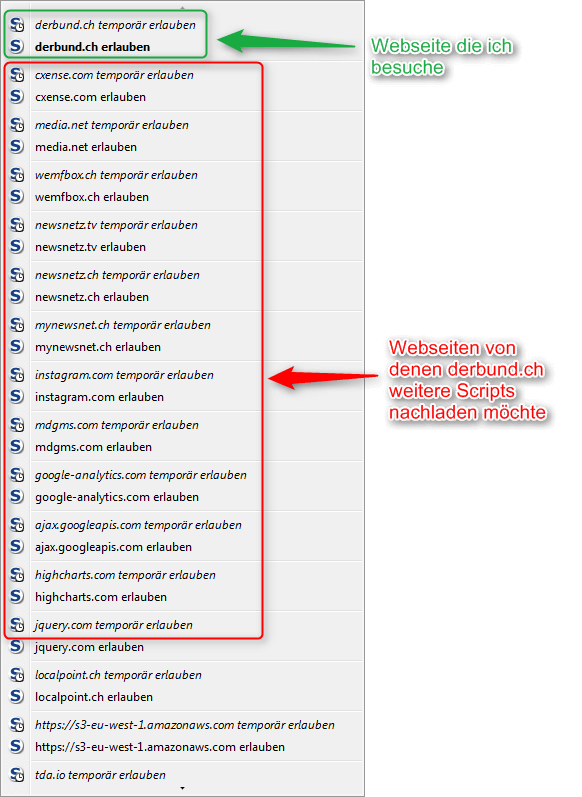 derbund.ch temporär erlauben
derbund.ch erlauben
Webseite die ich
besuche
cxense.com temporär erlauben
cxense.com erlauben
media.net temporär erlauben
media.net erlauben
wemfbox.ch temporär erlauben
wemfbox.ch erlauben
newsnetz.tv temporär erlauben
newsnetz.tv erlauben
newsnetz.ch temporär erlauben
newsnetz.ch erlauben
mynewsnet.ch temporär erlauben
mynewsnet.ch erlauben
instagram.com temporär erlauben
instagram.com erlauben
mdgms.com temporär erlauben
mdgms.com erlauben
google-analytics.com temporär erlauben
google-analytics.com erlauben
ajax.googleapis.com temporär erlauben
ajax.googleapis.com erlauben
highcharts.com temporär erlauben
highcharts.com erlauben
jquery.com temporär erlauben
jquery.com erlauben
localpoint.ch temporär erlauben
localpoint.ch erlauben
https://s3-eu-west-1.amazonaws.com temporär erlauben
https://s3-eu-west-1.amazonaws.com erlauben
tda.io temporär erlauben
Webseiten von
denen derbund.ch
weitere Scripts
nachladen möchte